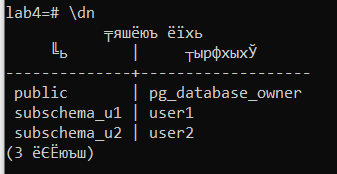 lab4=# \dn
╤яшёюъ ёїхь
╚ь | ┬ырфхыхЎ
---------------+-------------------
public | pg_database_owner
subschema_u1 | user1
subschema_u2 | user2
(3 ёЄЁюъш)